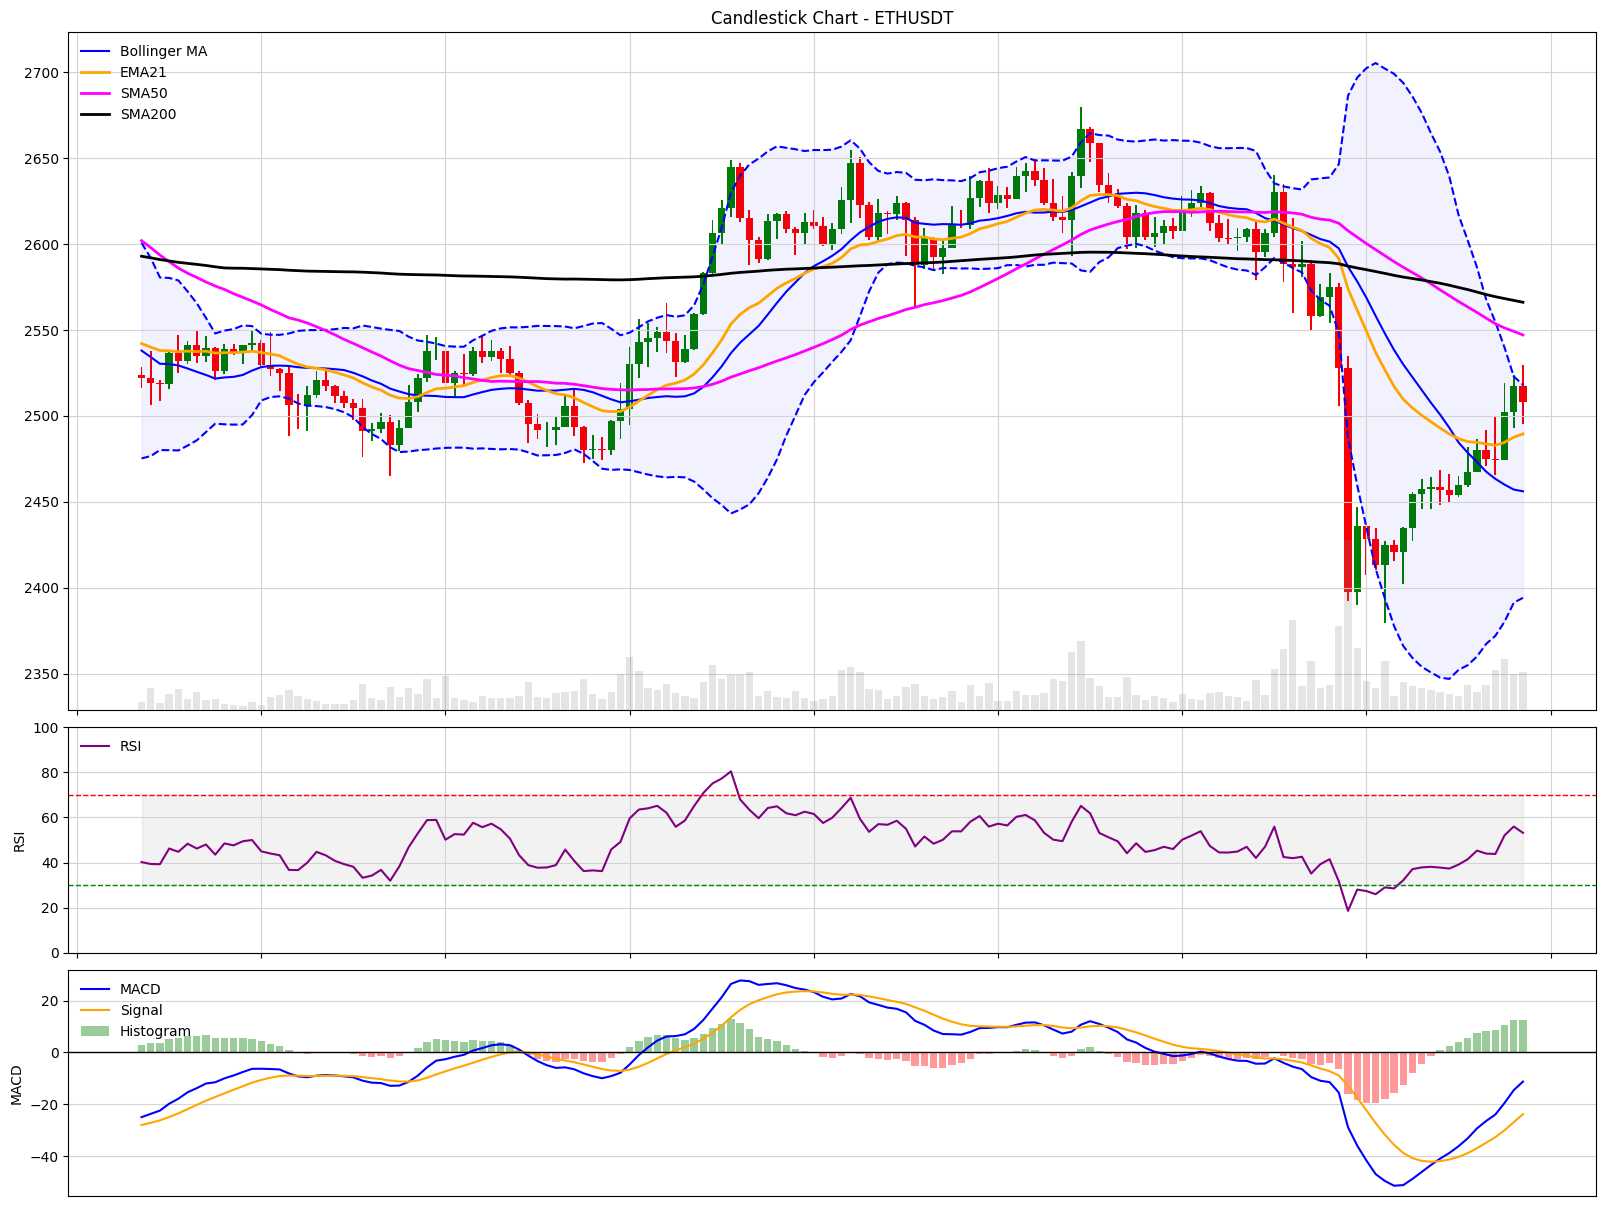 Candlestick Chart - ETHUSDT
Bollinger MA
EMA21
SMA50
SMA200
2700
2650
2600
2550
2500
2450
2400
2350
RSI
100
80
60
40
20
0
RSI
MACD
Signal
Histogram
20
0
−20
−40
MACD